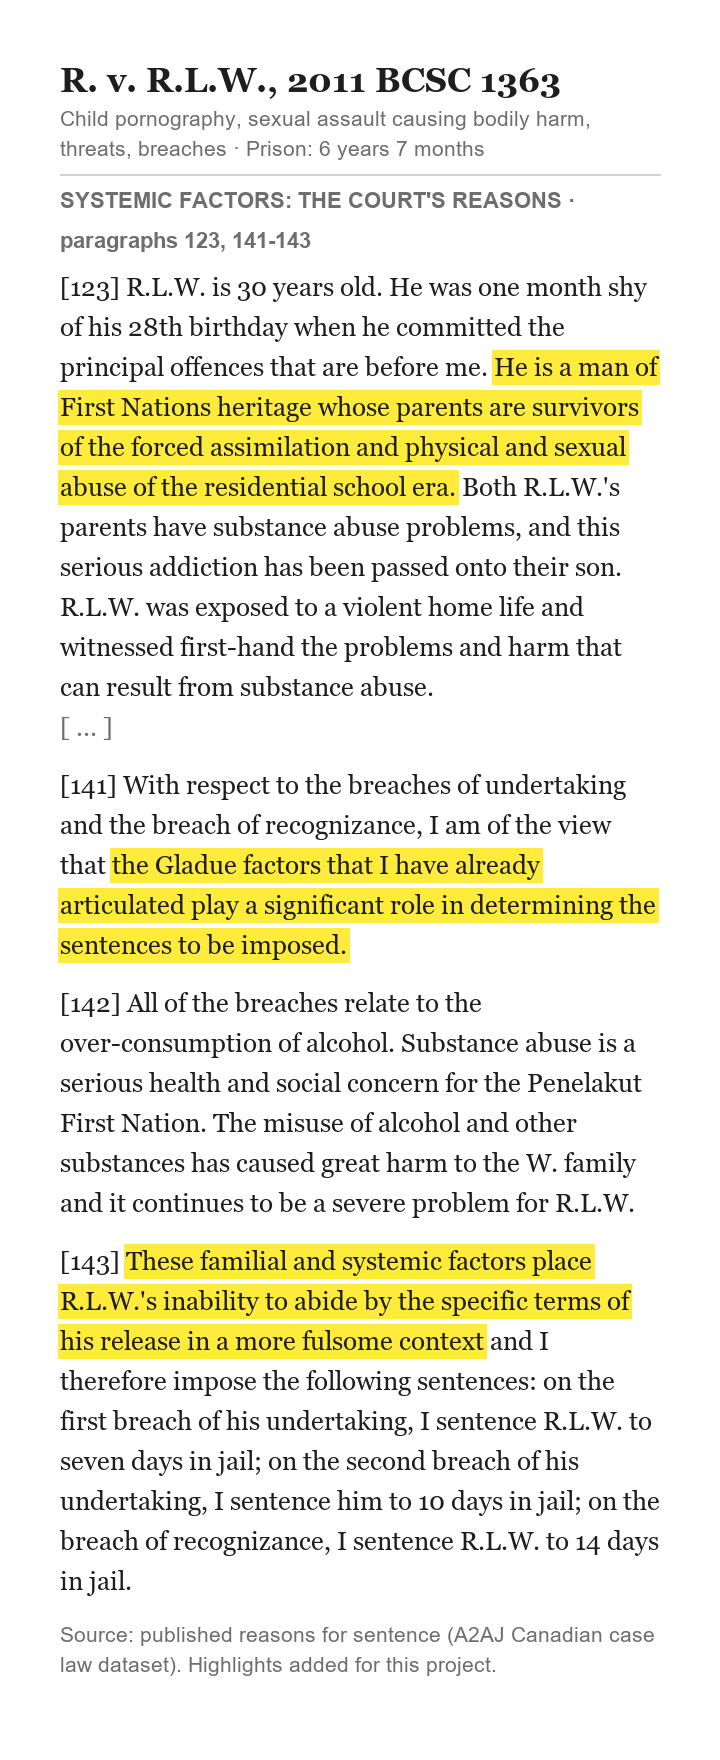 R. v. R.L.W., 2011 BCSC 1363
Child pornography, sexual assault causing bodily harm,
threats, breaches · Prison: 6 years 7 months
SYSTEMIC FACTORS: THE COURT'S REASONS ·
paragraphs 123, 141-143
[123] R.L.W. is 30 years old. He was one month shy
of his 28th birthday when he committed the
principal offences that are before me. He is a man of
First Nations heritage whose parents are survivors
of the forced assimilation and physical and sexual
abuse of the residential school era. Both R.L.W.'s
parents have substance abuse problems, and this
serious addiction has been passed onto their son.
R.L.W. was exposed to a violent home life and
witnessed first-hand the problems and harm that
can result from substance abuse.
[ ... ]
[141] With respect to the breaches of undertaking
and the breach of recognizance, I am of the view
that the Gladue factors that I have already
articulated play a significant role in determining the
sentences to be imposed.
[142] All of the breaches relate to the
over-consumption of alcohol. Substance abuse is a
serious health and social concern for the Penelakut
First Nation. The misuse of alcohol and other
substances has caused great harm to the W. family
and it continues to be a severe problem for R.L.W.
[143] These familial and systemic factors place
R.L.W.'s inability to abide by the specific terms of
his release in a more fulsome context and I
therefore impose the following sentences: on the
first breach of his undertaking, I sentence R.L.W. to
seven days in jail; on the second breach of his
undertaking, I sentence him to 10 days in jail; on the
breach of recognizance, I sentence R.L.W. to 14 days
in jail.
Source: published reasons for sentence (A2AJ Canadian case
law dataset). Highlights added for this project.